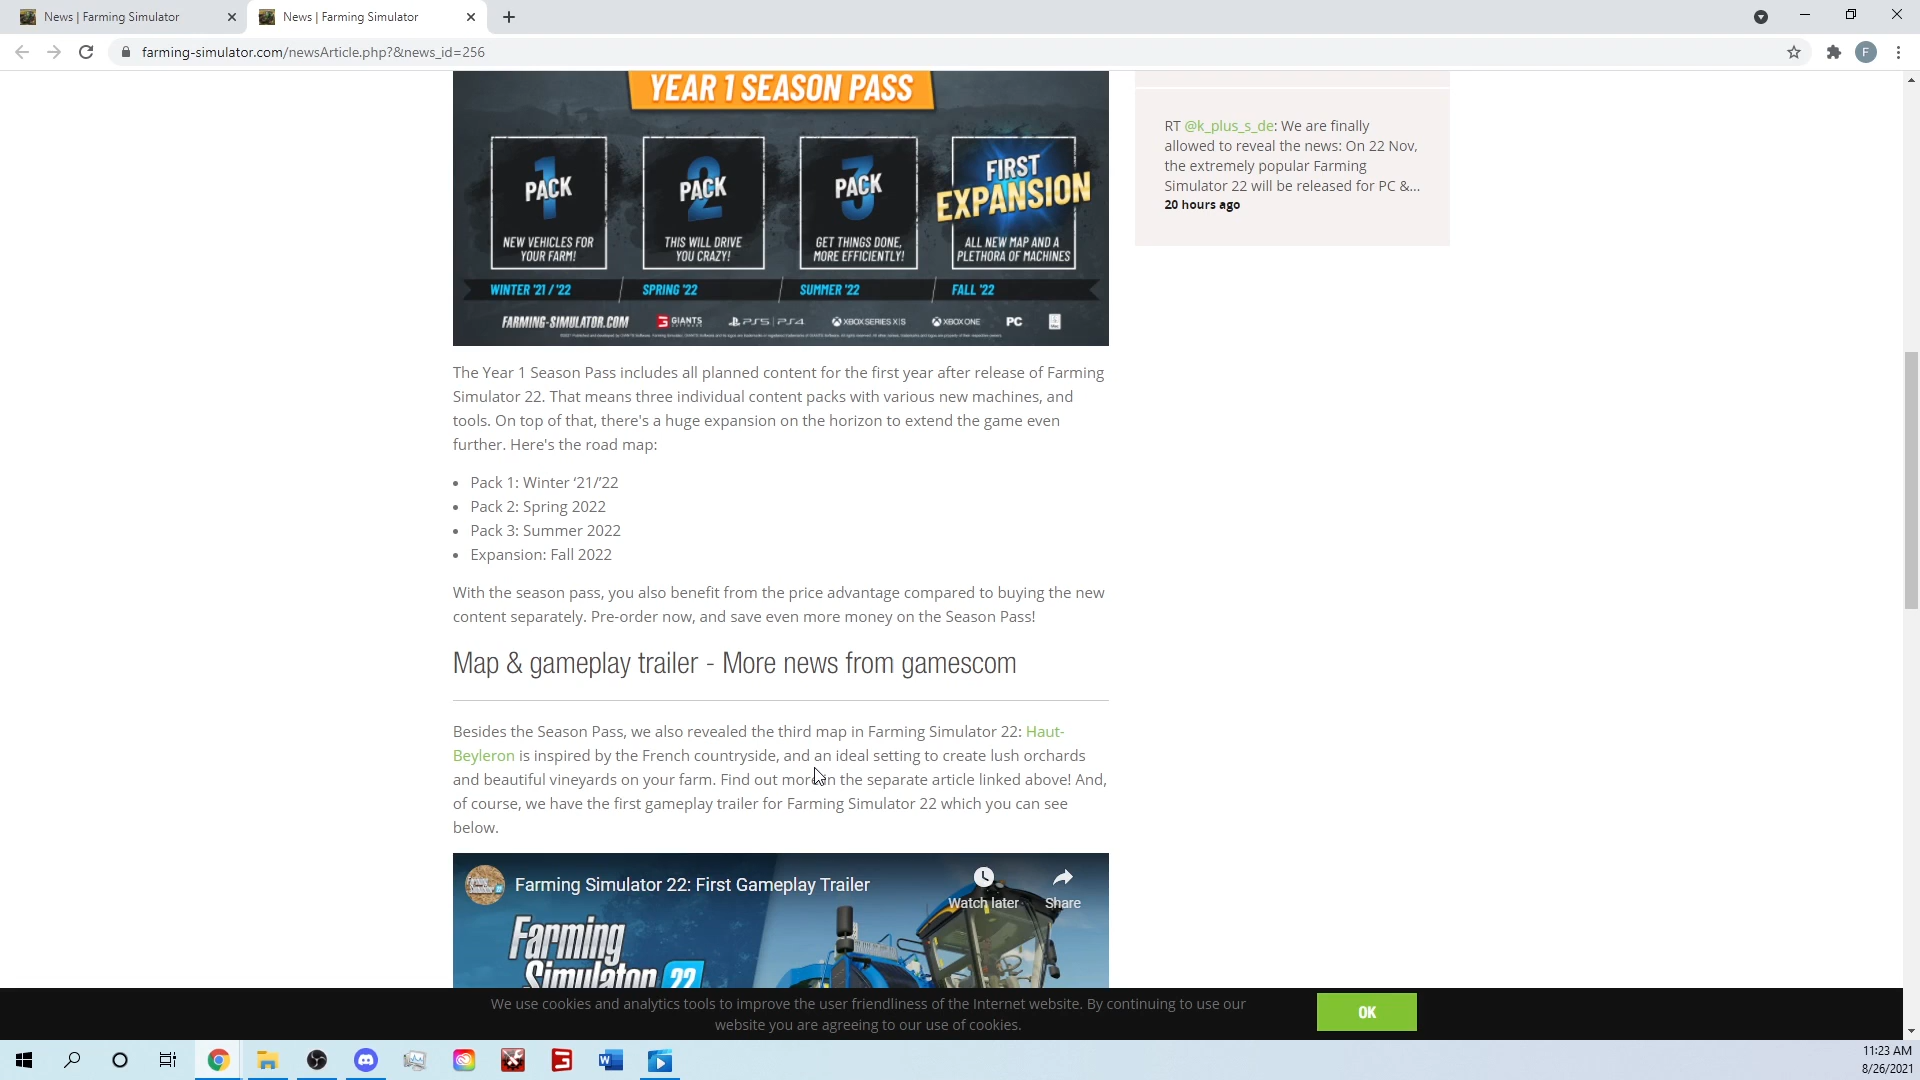 News | Farming Simulator
News | Farming Simulator
farming-simulator.com/newsArticle.php?&news_id=256
F
YEAR 1 SEASON PASS
1 PACK
NEW VEHICLES FOR
YOUR FARM!
WINTER '21 / '22
2 PACK
THIS WILL DRIVE
YOU CRAZY!
SPRING '22
3 PACK
GET THINGS DONE,
MORE EFFICIENTLY!
SUMMER '22
FIRST
EXPANSION
ALL NEW MAP AND A
PLETHORA OF MACHINES
FALL '22
FARMING-SIMULATOR.COM GIANTS SOFTWARE PS5 | PS4 XBOX SERIES X|S XBOX ONE PC
The Year 1 Season Pass includes all planned content for the first year after release of Farming
Simulator 22. That means three individual content packs with various new machines, and
tools. On top of that, there's a huge expansion on the horizon to extend the game even
further. Here's the road map:
• Pack 1: Winter ‘21/’22
• Pack 2: Spring 2022
• Pack 3: Summer 2022
• Expansion: Fall 2022
With the season pass, you also benefit from the price advantage compared to buying the new
content separately. Pre-order now, and save even more money on the Season Pass!
Map & gameplay trailer - More news from gamescom
Besides the Season Pass, we also revealed the third map in Farming Simulator 22: Haut-
Beyleron is inspired by the French countryside, and an ideal setting to create lush orchards
and beautiful vineyards on your farm. Find out more in the separate article linked above! And,
of course, we have the first gameplay trailer for Farming Simulator 22 which you can see
below.
Farming Simulator 22: First Gameplay Trailer
Watch later
Share
Farming
Simulator 22
RT @k_plus_s_de: We are finally
allowed to reveal the news: On 22 Nov,
the extremely popular Farming
Simulator 22 will be released for PC &...
20 hours ago
We use cookies and analytics tools to improve the user friendliness of the Internet website. By continuing to use our
website you are agreeing to our use of cookies.
OK
11:23 AM
8/26/2021